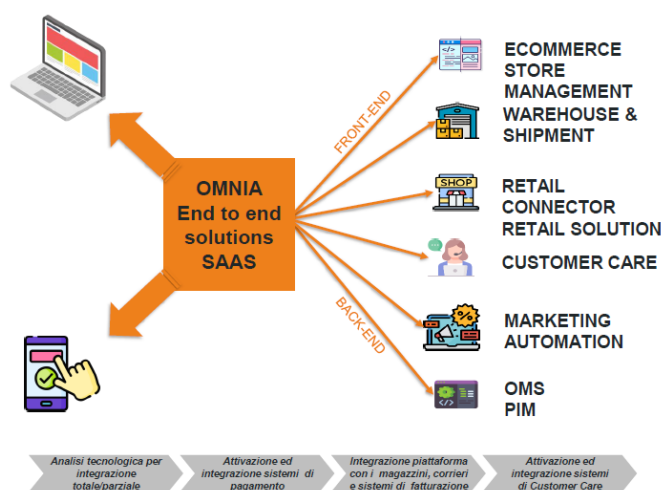 ECOMMERCE
STORE
MANAGEMENT
WAREHOUSE &
SHIPMENT
FRONT-END
OMNIA
End to end
solutions
SAAS
SHOP
RETAIL
CONNECTOR
RETAIL SOLUTION
CUSTOMER CARE
BACK-END
MARKETING
AUTOMATION
OMS
PIM
Analisi tecnologica per
integrazione
totale/parziale
Attivazione ed
integrazione sistemi di
pagamento
Integrazione piattaforma
con i magazzini, corrieri
e sistemi di fatturazione
Attivazione ed
integrazione sistemi
di Customer Care